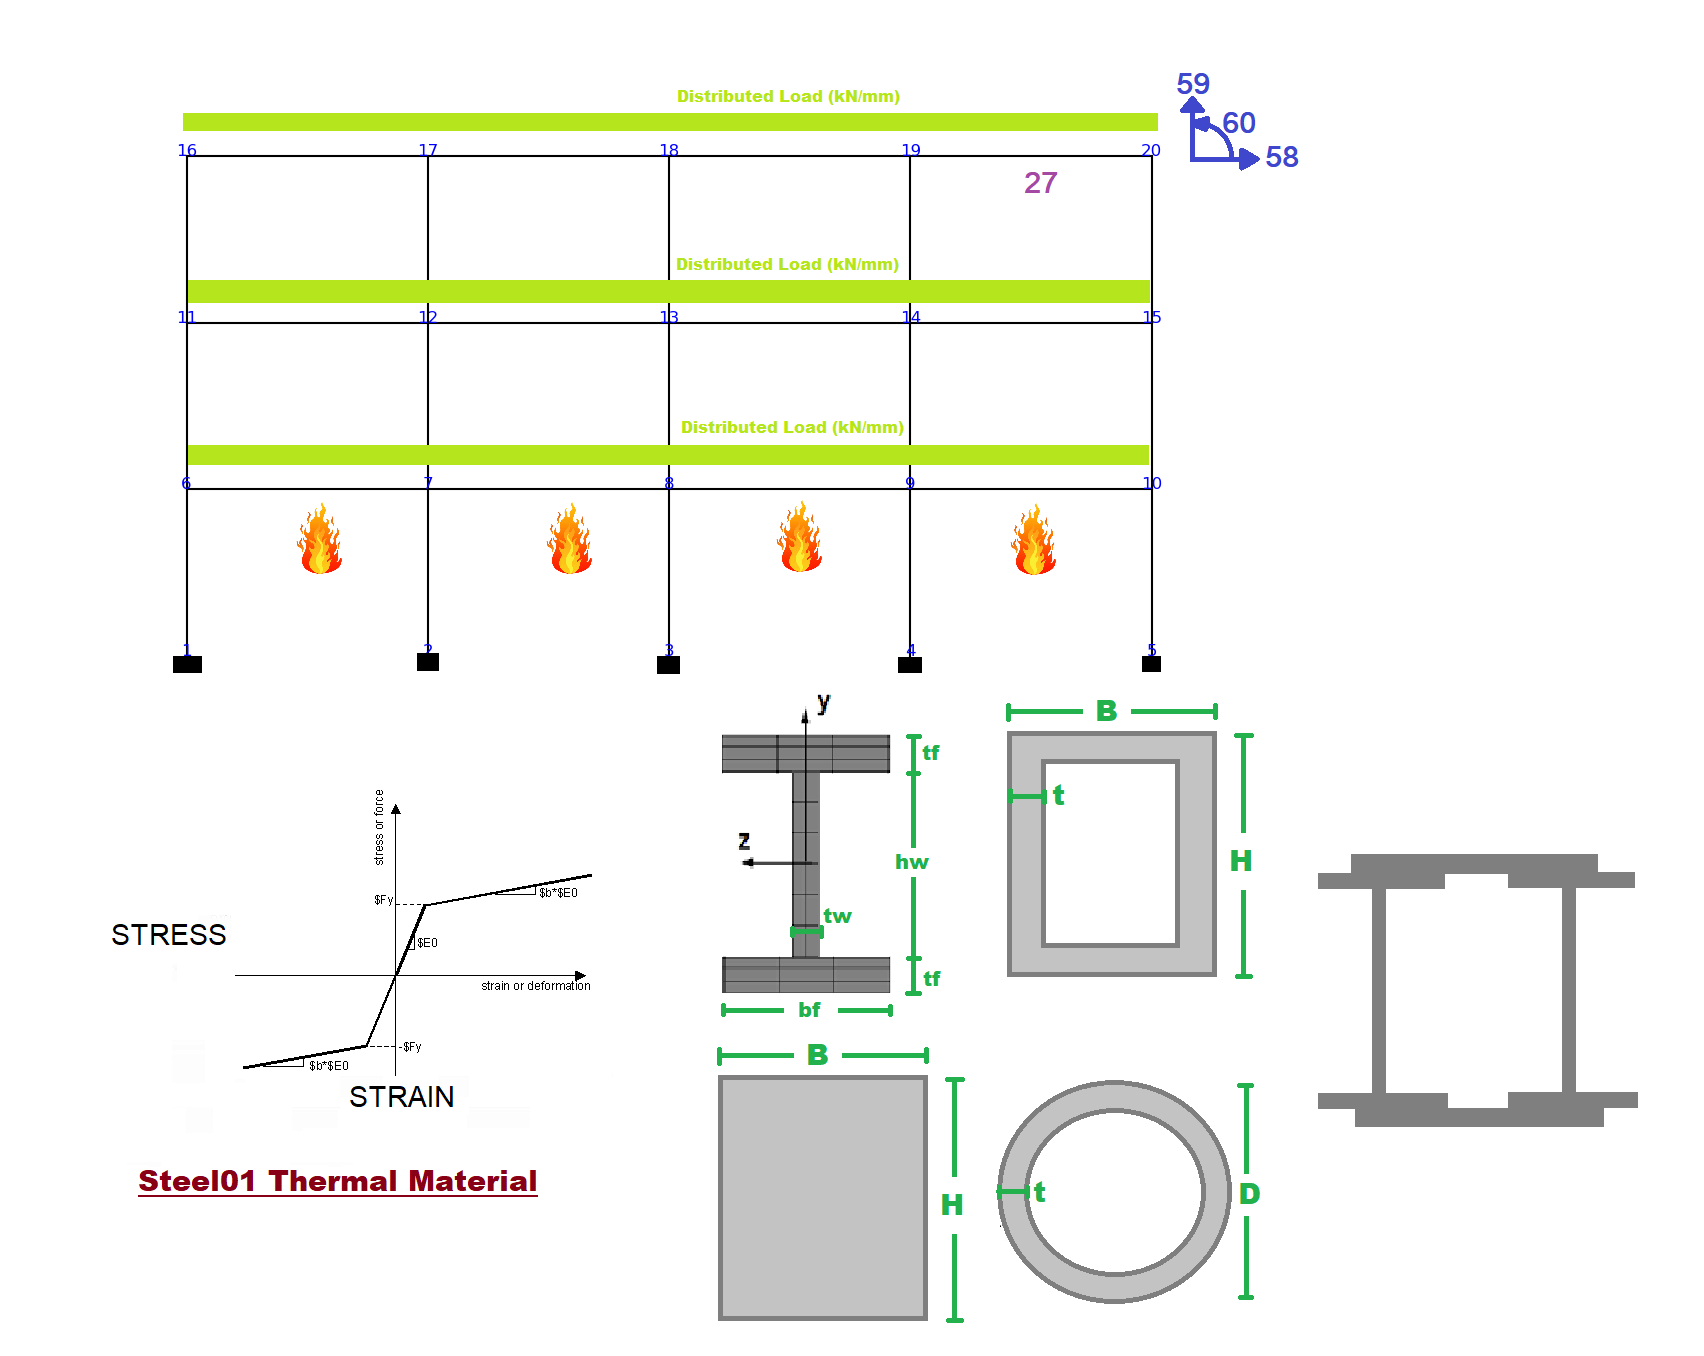 59
Distributed Load (kN/mm)
60
16 17 18 19 20 58
27
Distributed Load (kN/mm)
11 12 13 14 15
Distributed Load (kN/mm)
6 7 8 9 10
1 2 3 4 5
y
B
tf
t
z
hw
H
tw
tf
bf
stress or force
$Fy
$b*$E0
$E0
STRESS
strain or deformation
-$Fy
$b*$E0
STRAIN
Steel01 Thermal Material
B
H
t
D